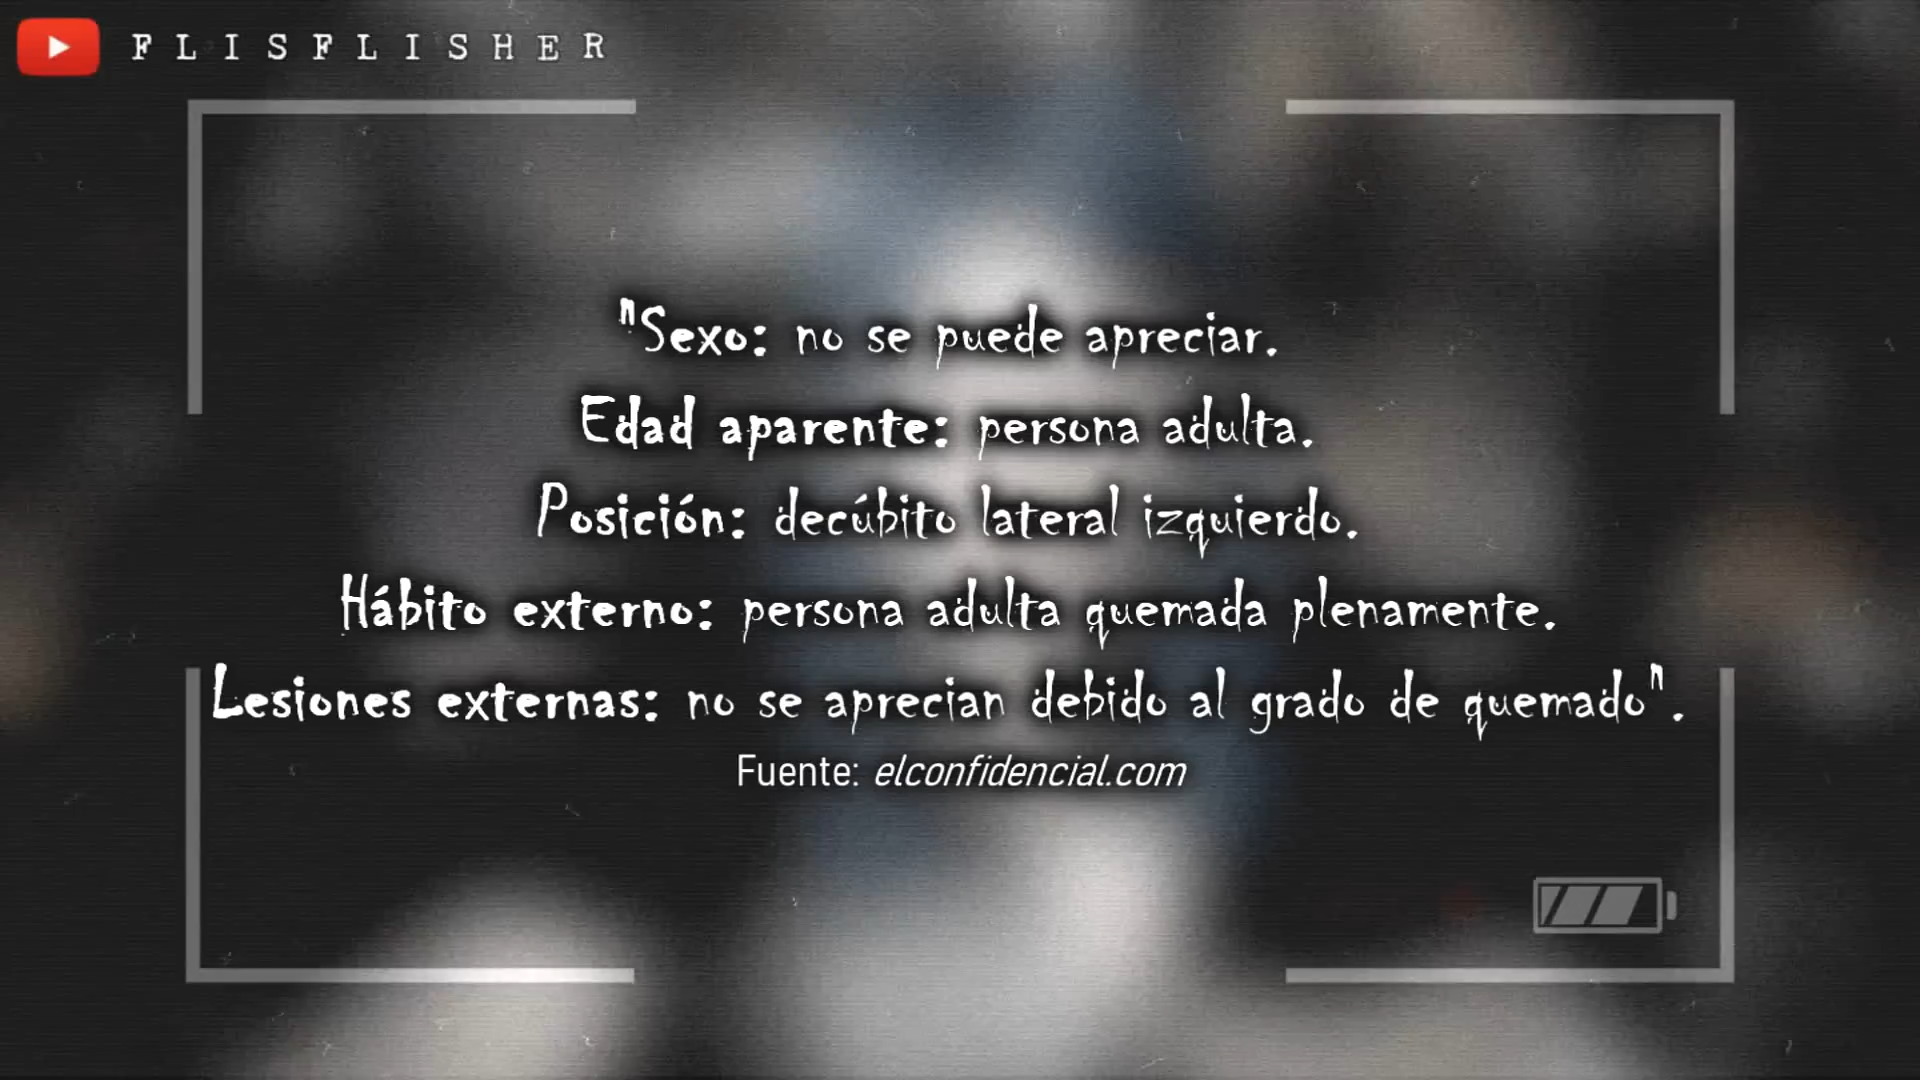 FLISFLISHER
"Sexo: no se puede apreciar.
Edad aparente: persona adulta.
Posición: decúbito lateral izquierdo.
Hábito externo: persona adulta quemada plenamente.
Lesiones externas: no se aprecian debido al grado de quemado".
Fuente: elconfidencial.com